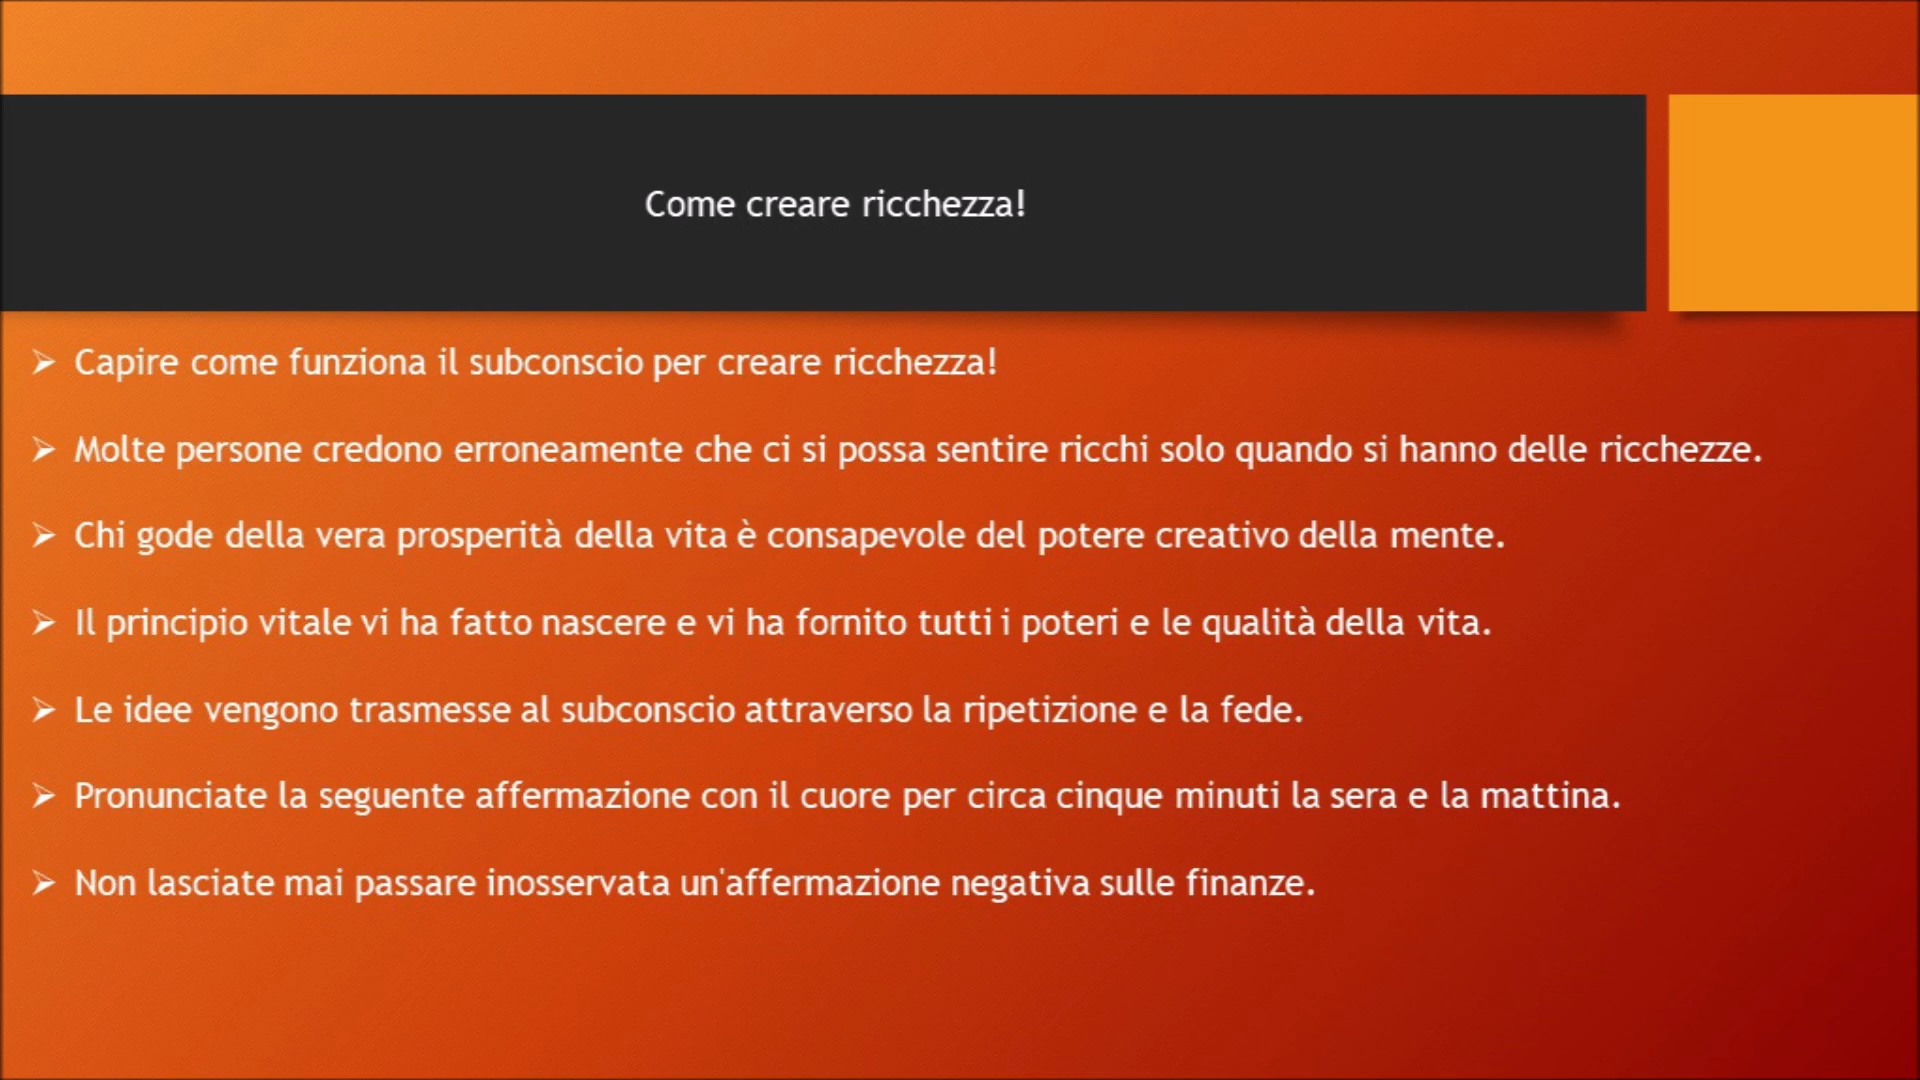 Come creare ricchezza!
Capire come funziona il subconscio per creare ricchezza!
Molte persone credono erroneamente che ci si possa sentire ricchi solo quando si hanno delle ricchezze.
Chi gode della vera prosperità della vita è consapevole del potere creativo della mente.
Il principio vitale vi ha fatto nascere e vi ha fornito tutti i poteri e le qualità della vita.
Le idee vengono trasmesse al subconscio attraverso la ripetizione e la fede.
Pronunciate la seguente affermazione con il cuore per circa cinque minuti la sera e la mattina.
Non lasciate mai passare inosservata un'affermazione negativa sulle finanze.